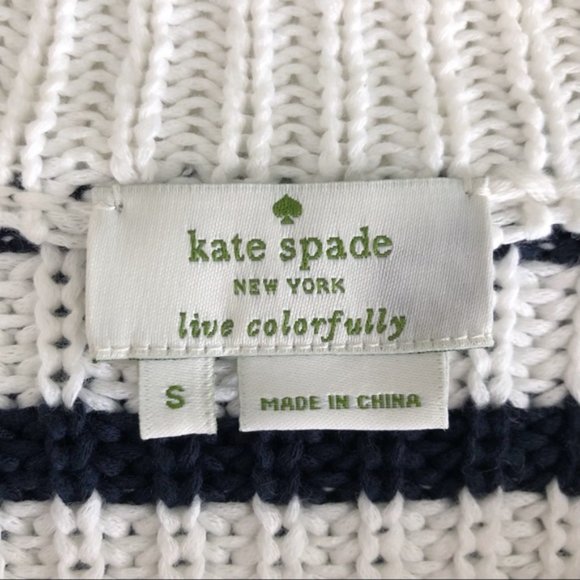 kate spade
NEW YORK
live colorfully
S
MADE IN CHINA